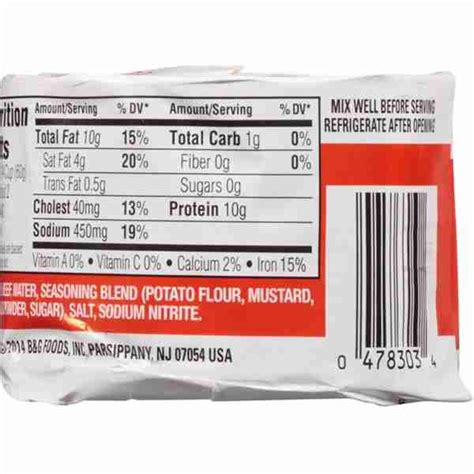 rition
Amount/Serving % DV* Amount/Serving % DV*
ts
Total Fat 10g 15% Total Carb 1g 0%
Sat Fat 4g 20% Fiber 0g 0%
Trans Fat 0.5g Sugars 0g
Cholest 40mg 13% Protein 10g
Sodium 450mg 19%
Vitamin A 0% • Vitamin C 0% • Calcium 2% • Iron 15%
WATER, SEASONING BLEND (POTATO FLOUR, MUSTARD,
SUGAR), SALT, SODIUM NITRITE.
2014 B&G FOODS, INC. PARSIPPANY, NJ 07054 USA
MIX WELL BEFORE SERVING
REFRIGERATE AFTER OPENING
0 478303 4